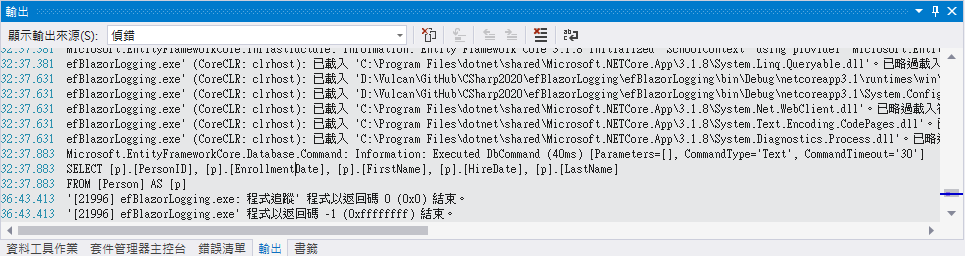 輸出
顯示輸出來源(S): 偵錯
32:37.381 Microsoft.EntityFrameworkCore.Infrastructure: Information: Entity Framework Core 3.1.8 initialized 'SchoolContext' using provider 'Microsoft.Enti
32:37.381 efBlazorLogging.exe' (CoreCLR: clrhost): 已載入 'C:\Program Files\dotnet\shared\Microsoft.NETCore.App\3.1.8\System.Linq.Queryable.dll'。已略過載入
32:37.631 efBlazorLogging.exe' (CoreCLR: clrhost): 已載入 'D:\Vulcan\GitHub\CSharp2020\efBlazorLogging\efBlazorLogging\bin\Debug\netcoreapp3.1\runtimes\win\
32:37.631 efBlazorLogging.exe' (CoreCLR: clrhost): 已載入 'D:\Vulcan\GitHub\CSharp2020\efBlazorLogging\efBlazorLogging\bin\Debug\netcoreapp3.1\System.Config
32:37.631 efBlazorLogging.exe' (CoreCLR: clrhost): 已載入 'C:\Program Files\dotnet\shared\Microsoft.NETCore.App\3.1.8\System.Net.WebClient.dll'。已略過載入
32:37.631 efBlazorLogging.exe' (CoreCLR: clrhost): 已載入 'C:\Program Files\dotnet\shared\Microsoft.NETCore.App\3.1.8\System.Text.Encoding.CodePages.dll'。
32:37.631 efBlazorLogging.exe' (CoreCLR: clrhost): 已載入 'C:\Program Files\dotnet\shared\Microsoft.NETCore.App\3.1.8\System.Diagnostics.Process.dll'。已略
32:37.883 Microsoft.EntityFrameworkCore.Database.Command: Information: Executed DbCommand (40ms) [Parameters=[], CommandType='Text', CommandTimeout='30']
32:37.883 SELECT [p].[PersonID], [p].[EnrollmentDate], [p].[FirstName], [p].[HireDate], [p].[LastName]
32:37.883 FROM [Person] AS [p]
36:43.413 '[21996] efBlazorLogging.exe: 程式追蹤' 程式以返回碼 0 (0x0) 結束。
36:43.413 '[21996] efBlazorLogging.exe' 程式以返回碼 -1 (0xffffffff) 結束。
資料工具作業 套件管理器主控台 錯誤清單 輸出 書籤